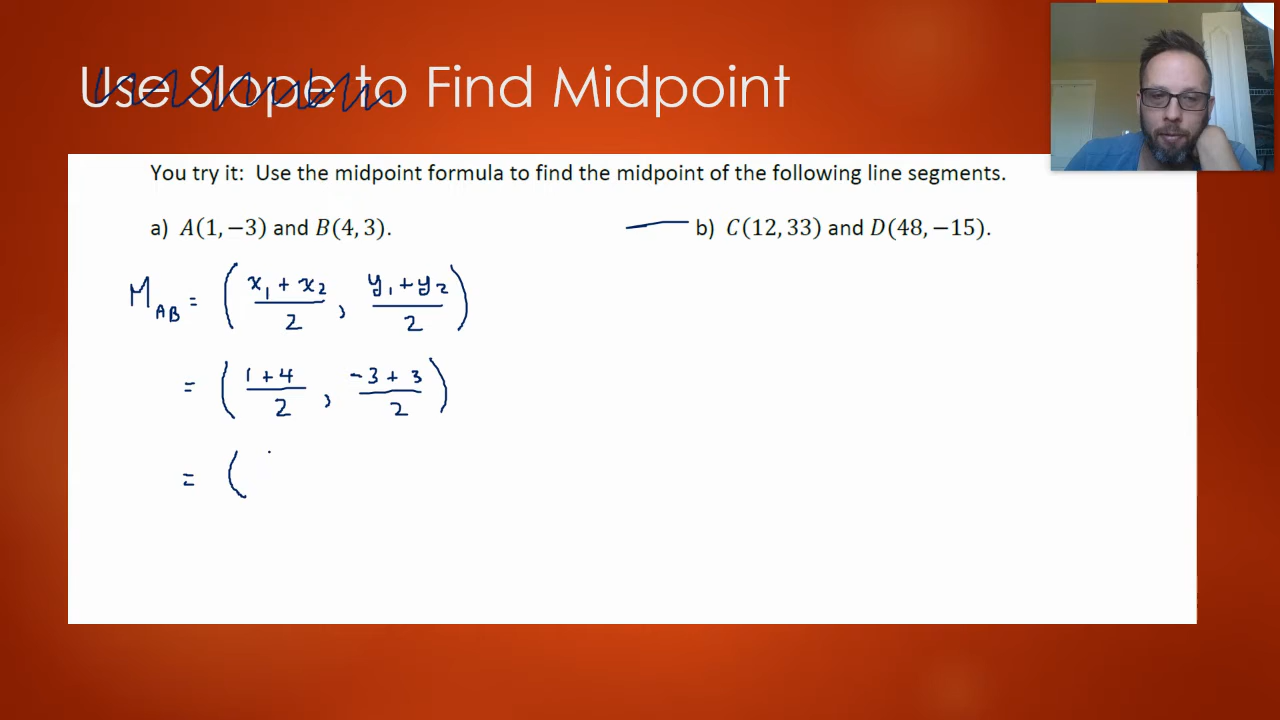 Use Slope to Find Midpoint
You try it: Use the midpoint formula to find the midpoint of the following line segments.
a) A(1,−3) and B(4,3).
b) C(12,33) and D(48,−15).
M_AB = ( (x₁ + x₂)/2 , (y₁ + y₂)/2 )
= ( (1 + 4)/2 , (-3 + 3)/2 )
= (